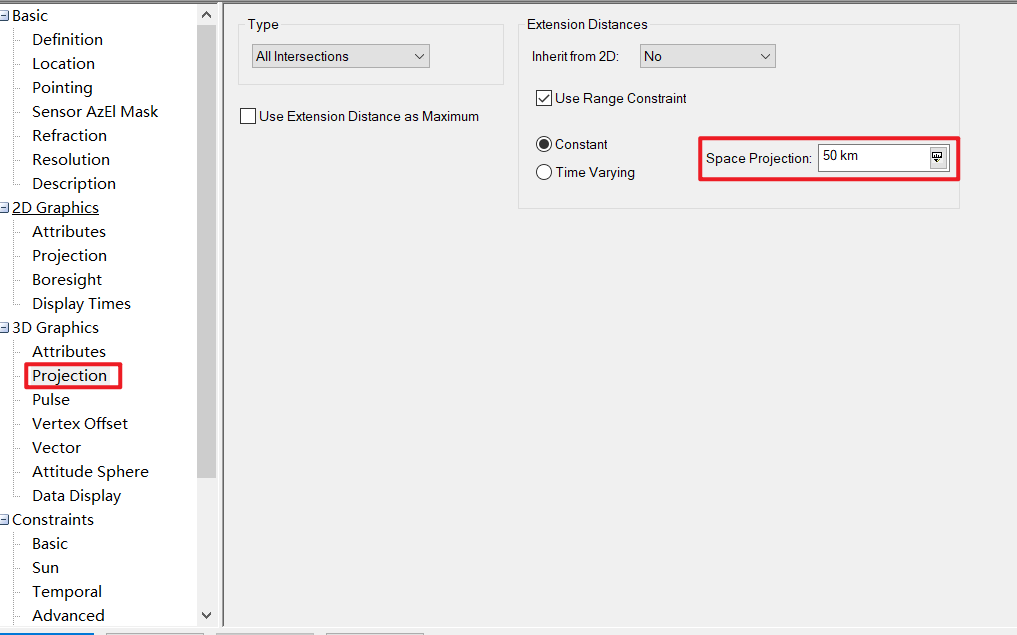 Basic
Definition
Location
Pointing
Sensor AzEl Mask
Refraction
Resolution
Description
2D Graphics
Attributes
Projection
Boresight
Display Times
3D Graphics
Attributes
Projection
Pulse
Vertex Offset
Vector
Attitude Sphere
Data Display
Constraints
Basic
Sun
Temporal
Advanced
Type
All Intersections
Use Extension Distance as Maximum
Extension Distances
Inherit from 2D: No
Use Range Constraint
Constant
Time Varying
Space Projection: 50 km